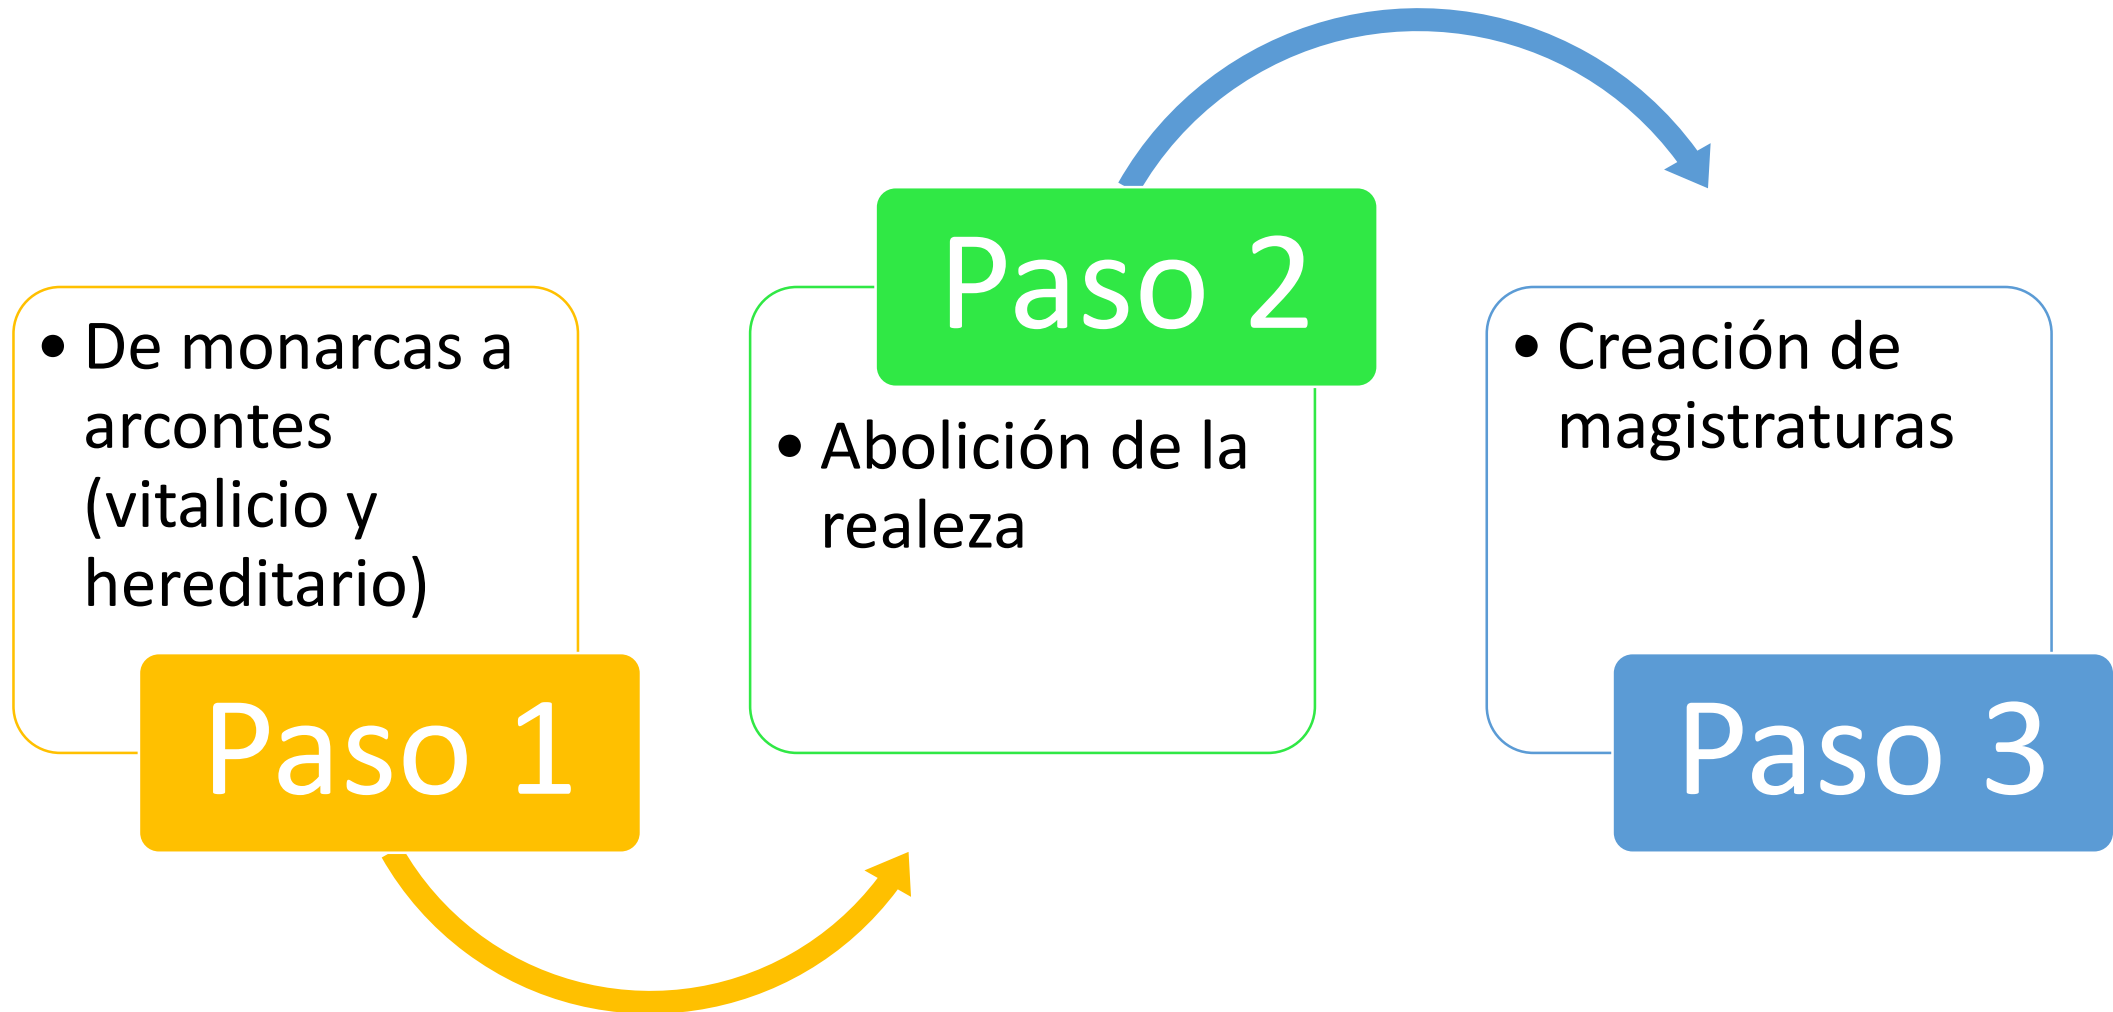 • De monarcas a
arcontes
(vitalicio y
hereditario)
Paso 1
Paso 2
• Abolición de la
realeza
• Creación de
magistraturas
Paso 3